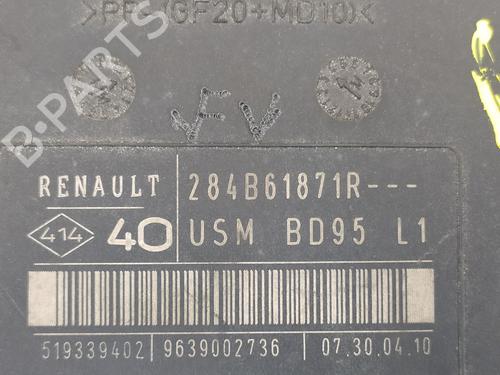 >PP-(GF20+MD10)<
FV
B-PARTS
RENAULT 284B61871R---
414 40 USM BD95 L1
519339402 9639002736 07.30.04.10